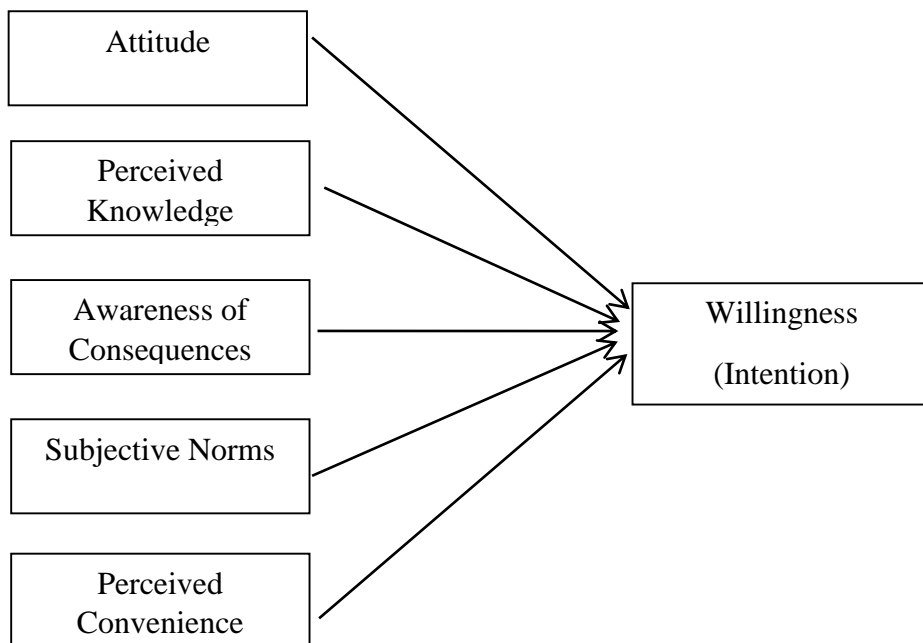 Attitude
Perceived
Knowledge
Awareness of
Consequences
Subjective Norms
Perceived
Convenience
Willingness
(Intention)